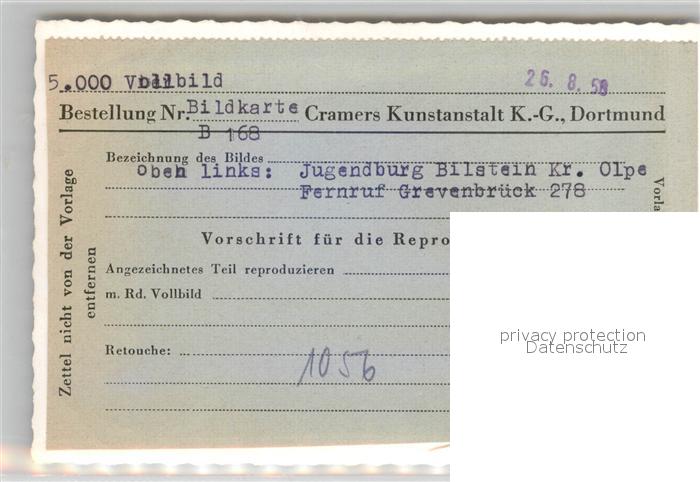 5.000 Vollbild
26. 8. 58
Bestellung Nr. Bildkarte Cramers Kunstanstalt K.-G., Dortmund
B 168
Bezeichnung des Bildes
oben links: Jugendburg Bilstein Kr. Olpe
Fernruf Grevenbrück 278
Vorschrift für die Repro
Angezeichnetes Teil reproduzieren
m. Rd. Vollbild
Retouche:
1056
Zettel nicht von der Vorlage
entfernen
Vorla
privacy protection
Datenschutz